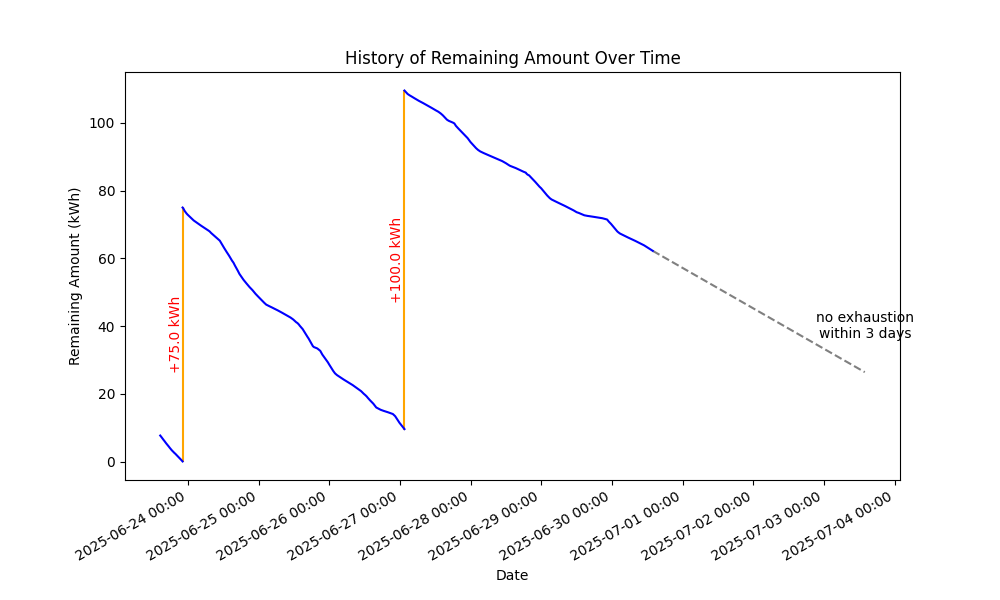 History of Remaining Amount Over Time
Remaining Amount (kWh)
100
80
60
40
20
0
+75.0 kWh
+100.0 kWh
no exhaustion
within 3 days
2025-06-24 00:00
2025-06-25 00:00
2025-06-26 00:00
2025-06-27 00:00
2025-06-28 00:00
2025-06-29 00:00
2025-06-30 00:00
2025-07-01 00:00
2025-07-02 00:00
2025-07-03 00:00
2025-07-04 00:00
Date